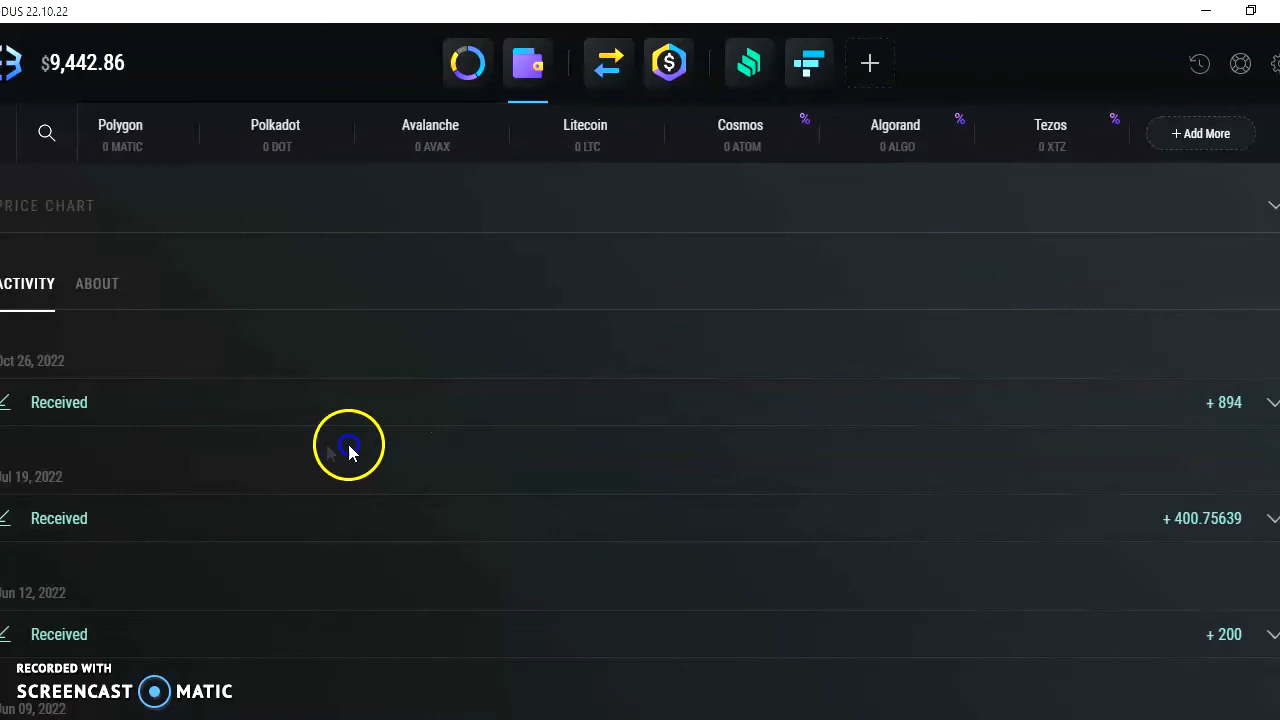 DUS 22.10.22
$9,442.86
Polygon
0 MATIC
Polkadot
0 DOT
Avalanche
0 AVAX
Litecoin
0 LTC
Cosmos
0 ATOM
%
Algorand
0 ALGO
%
Tezos
0 XTZ
%
+ Add More
PRICE CHART
ACTIVITY ABOUT
Oct 26, 2022
Received + 894
Jul 19, 2022
Received + 400.75639
Jun 12, 2022
Received + 200
Jun 09, 2022
RECORDED WITH
SCREENCAST MATIC